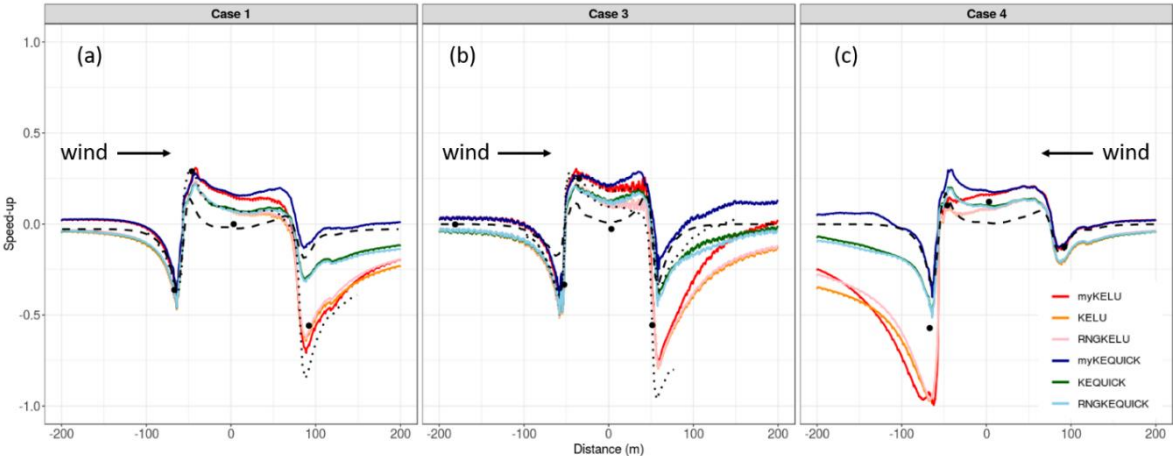 Case 1
Case 3
Case 4
(a)
(b)
(c)
wind
wind
wind
Speed-up
1.0
0.5
0.0
-0.5
-1.0
myKELU
KELU
RNGKELU
myKEQUICK
KEQUICK
RNGKEQUICK
-200 -100 0 100 200
-200 -100 0 100 200
-200 -100 0 100 200
Distance (m)